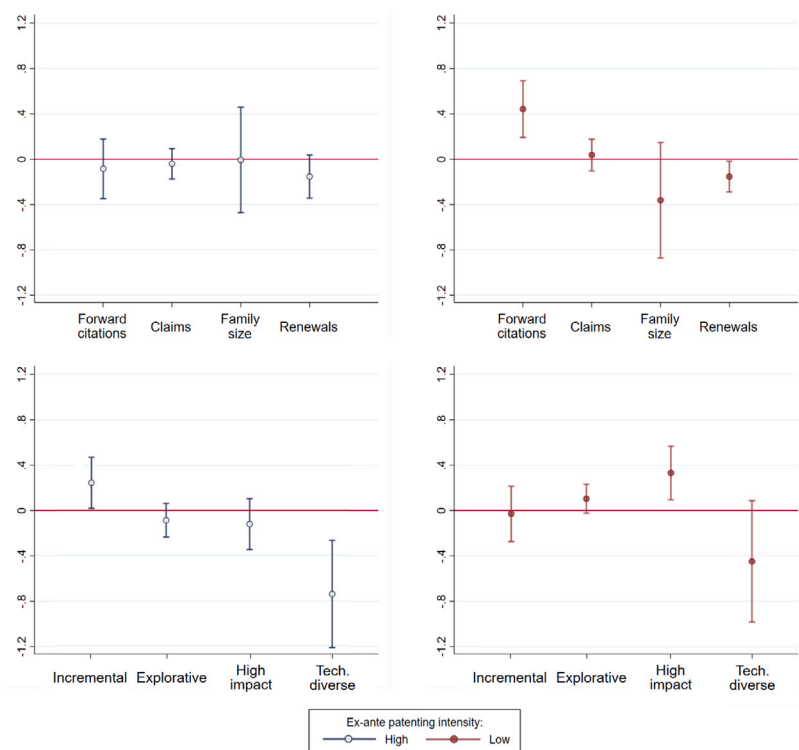 1.2
.8
.4
0
-.4
-.8
-1.2
Forward
citations
Claims
Family
size
Renewals
1.2
.8
.4
0
-.4
-.8
-1.2
Forward
citations
Claims
Family
size
Renewals
1.2
.8
.4
0
-.4
-.8
-1.2
Incremental
Explorative
High
impact
Tech.
diverse
1.2
.8
.4
0
-.4
-.8
-1.2
Incremental
Explorative
High
impact
Tech.
diverse
Ex-ante patenting intensity:
High Low